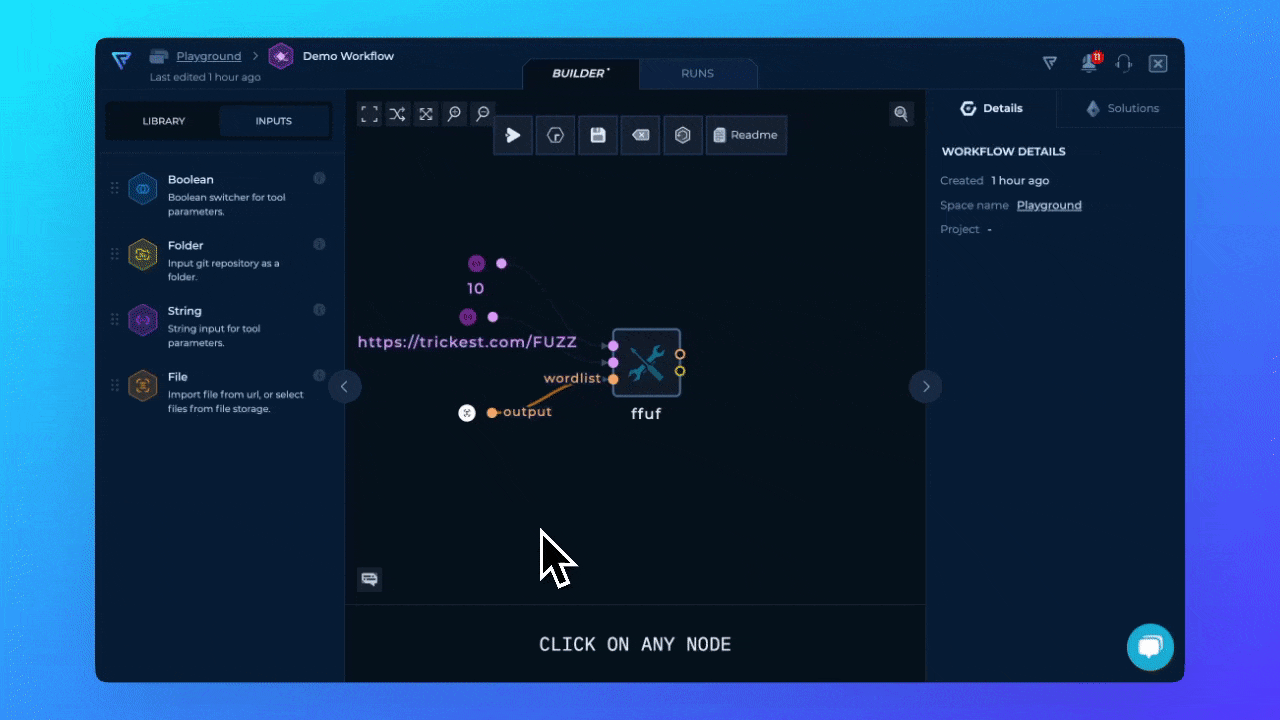 Playground > Demo Workflow
Last edited 1 hour ago
BUILDER*
RUNS
11
LIBRARY
INPUTS
Boolean
Boolean switcher for tool
parameters.
Folder
Input git repository as a
folder.
String
String input for tool
parameters.
File
Import file from url, or select
files from file storage.
Readme
10
https://trickest.com/FUZZ
wordlist
output
ffuf
CLICK ON ANY NODE
Details
Solutions
WORKFLOW DETAILS
Created 1 hour ago
Space name Playground
Project -